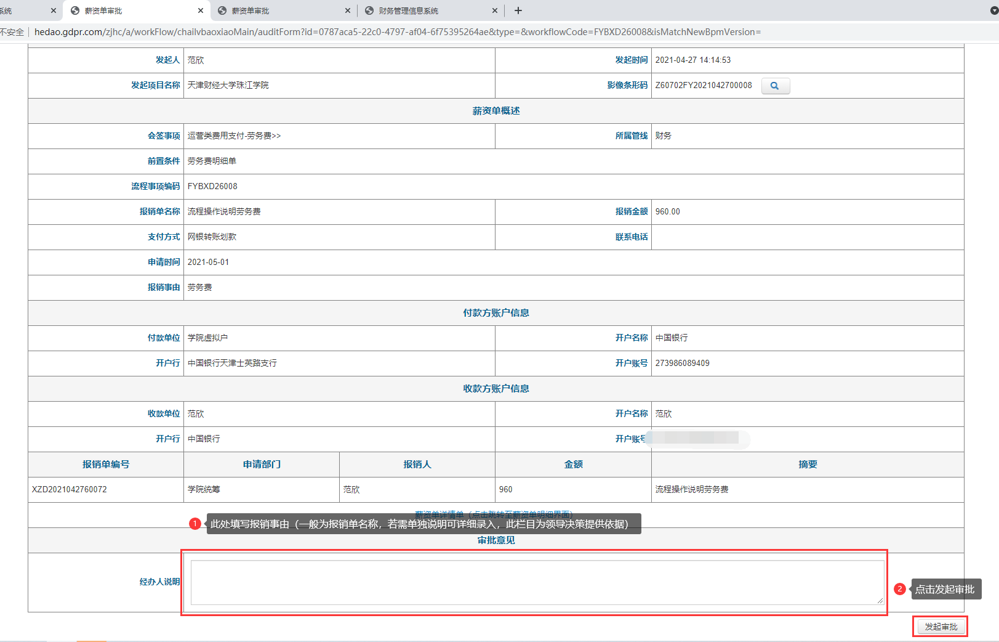 系统
薪资单审批
薪资单审批
财务管理信息系统
不安全 hedao.gdpr.com/zjhc/a/workFlow/chailvbaoxiaoMain/auditForm?id=0787aca5-22c0-4797-af04-6f75395264ae&type=&workflowCode=FYBXD26008&isMatchNewBpmVersion=
发起人 范欣 发起时间 2021-04-27 14:14:53
发起项目名称 天津财经大学珠江学院 影像条形码 Z60702FY2021042700008
薪资单概述
会签事项 运营类费用支付-劳务费>> 所属管线 财务
前置条件 劳务费明细单
流程事项编码 FYBXD26008
报销单名称 流程操作说明劳务费 报销金额 960.00
支付方式 网银转账划款 联系电话
申请时间 2021-05-01
报销事由 劳务费
付款方账户信息
付款单位 学院虚拟户 开户名称 中国银行
开户行 中国银行天津士英路支行 开户账号 273986089409
收款方账户信息
收款单位 范欣 开户名称 范欣
开户行 中国银行 开户账号
报销单编号 申请部门 报销人 金额 摘要
XZD2021042760072 学院统筹 范欣 960 流程操作说明劳务费
薪资单详情单（点击跳转至薪资单明细界面）
1 此处填写报销事由（一般为报销单名称，若需单独说明可详细录入，此栏目为领导决策提供依据）
审批意见
经办人说明
2 点击发起审批
发起审批